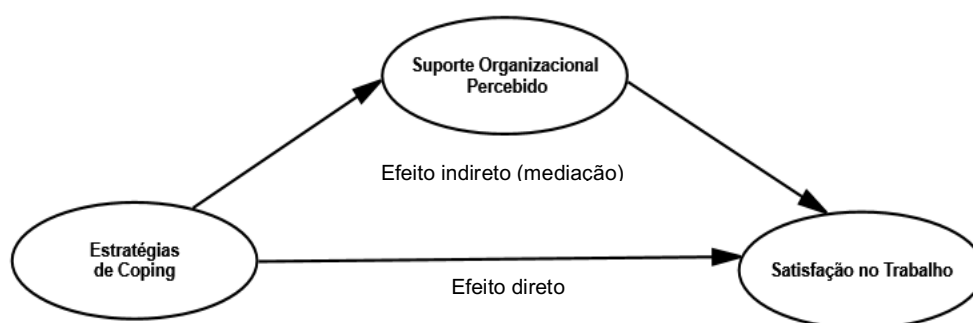 Suporte Organizacional
Percebido
Efeito indireto (mediação)
Estratégias
de Coping
Satisfação no Trabalho
Efeito direto